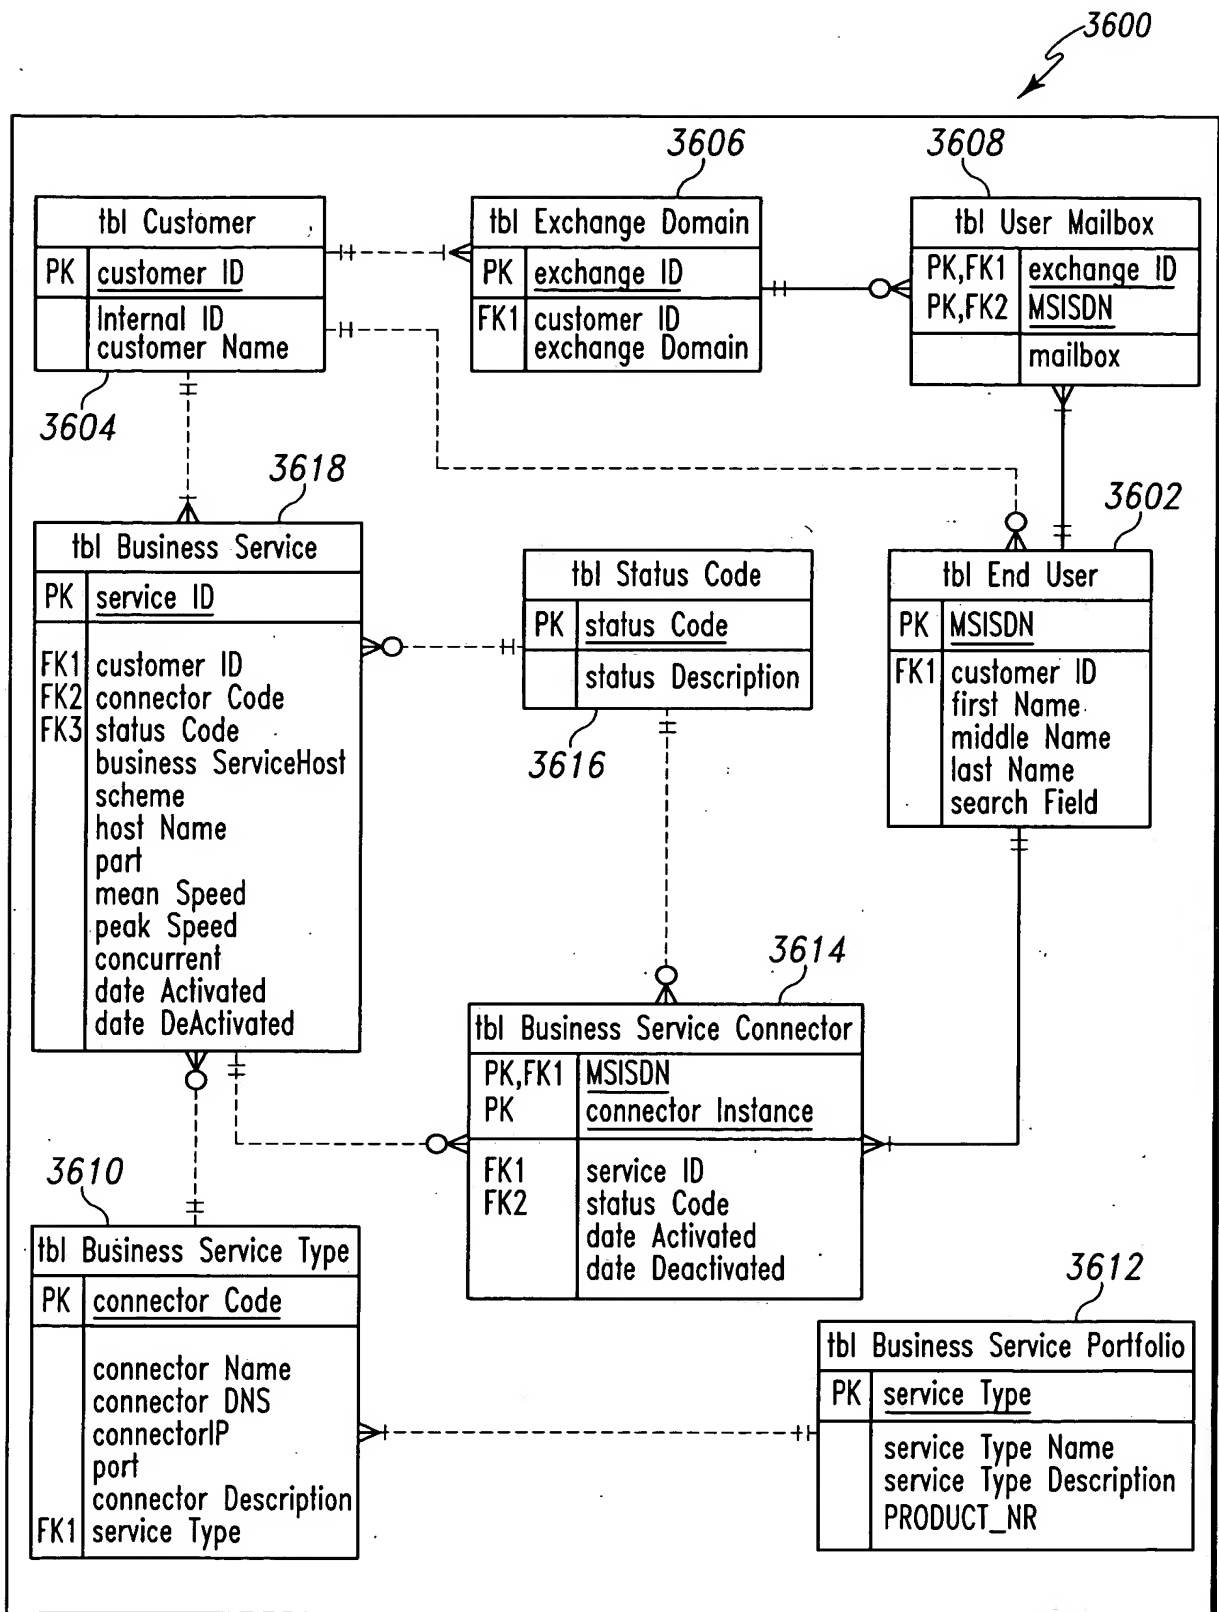 3600
3606
3608
tbl Customer
PK customer ID
Internal ID
customer Name
3604
tbl Exchange Domain
PK exchange ID
FK1 customer ID
exchange Domain
tbl User Mailbox
PK,FK1 exchange ID
PK,FK2 MSISDN
mailbox
3618
tbl Business Service
PK service ID
FK1 customer ID
FK2 connector Code
FK3 status Code
business ServiceHost
scheme
host Name
part
mean Speed
peak Speed
concurrent
date Activated
date DeActivated
tbl Status Code
PK status Code
status Description
3616
3602
tbl End User
PK MSISDN
FK1 customer ID
first Name
middle Name
last Name
search Field
3614
tbl Business Service Connector
PK,FK1 MSISDN
PK connector Instance
FK1 service ID
FK2 status Code
date Activated
date Deactivated
3610
tbl Business Service Type
PK connector Code
connector Name
connector DNS
connectorIP
port
connector Description
FK1 service Type
3612
tbl Business Service Portfolio
PK service Type
service Type Name
service Type Description
PRODUCT_NR